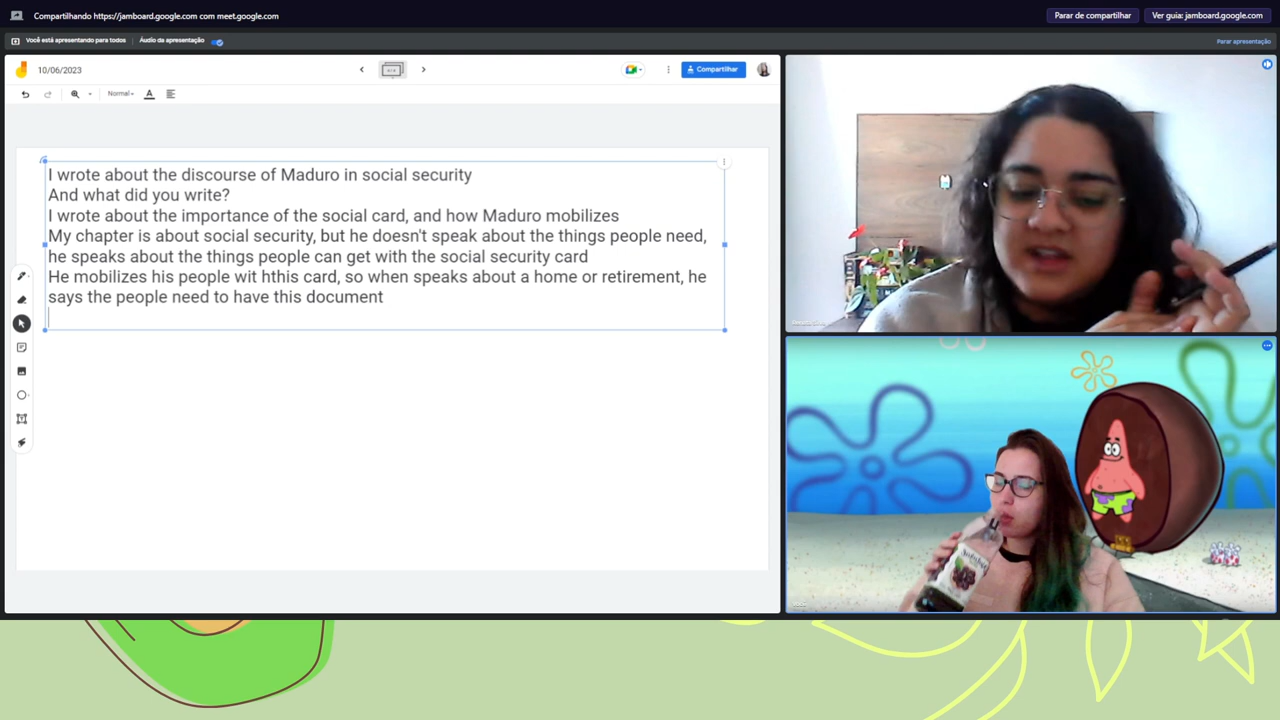 Compartilhando https://jamboard.google.com com meet.google.com
Parar de compartilhar
Ver guia: jamboard.google.com
Você está apresentando para todos
Áudio da apresentação
Parar apresentação
10/06/2023
Compartilhar
Normal
I wrote about the discourse of Maduro in social security
And what did you write?
I wrote about the importance of the social card, and how Maduro mobilizes
My chapter is about social security, but he doesn't speak about the things people need,
he speaks about the things people can get with the social security card
He mobilizes his people wit hthis card, so when speaks about a home or retirement, he
says the people need to have this document